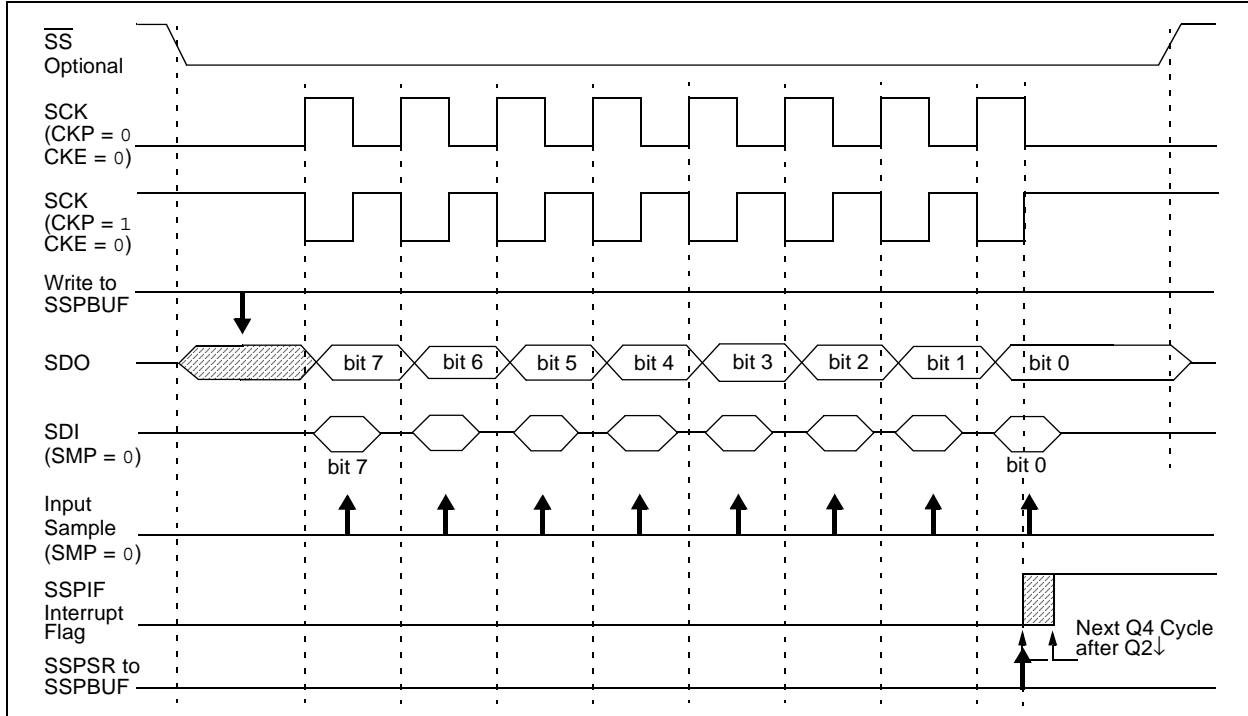 SS
Optional
SCK
(CKP = 0
CKE = 0)
SCK
(CKP = 1
CKE = 0)
Write to
SSPBUF
SDO
bit 7 bit 6 bit 5 bit 4 bit 3 bit 2 bit 1 bit 0
SDI
(SMP = 0)
bit 7 bit 0
Input
Sample
(SMP = 0)
SSPIF
Interrupt
Flag
Next Q4 Cycle
after Q2↓
SSPSR to
SSPBUF